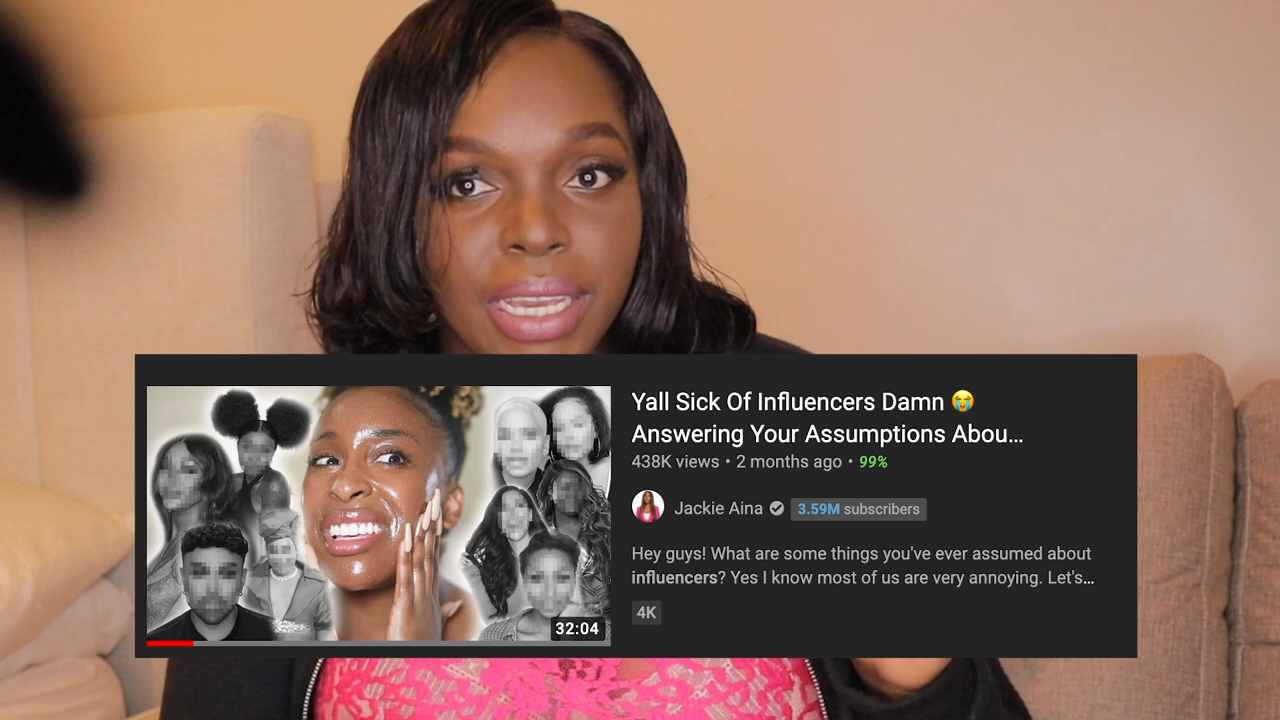 Yall Sick Of Influencers Damn 😭
Answering Your Assumptions Abou...
438K views • 2 months ago • 99%
Jackie Aina
3.59M subscribers
Hey guys! What are some things you've ever assumed about
influencers? Yes I know most of us are very annoying. Let's...
4K
32:04